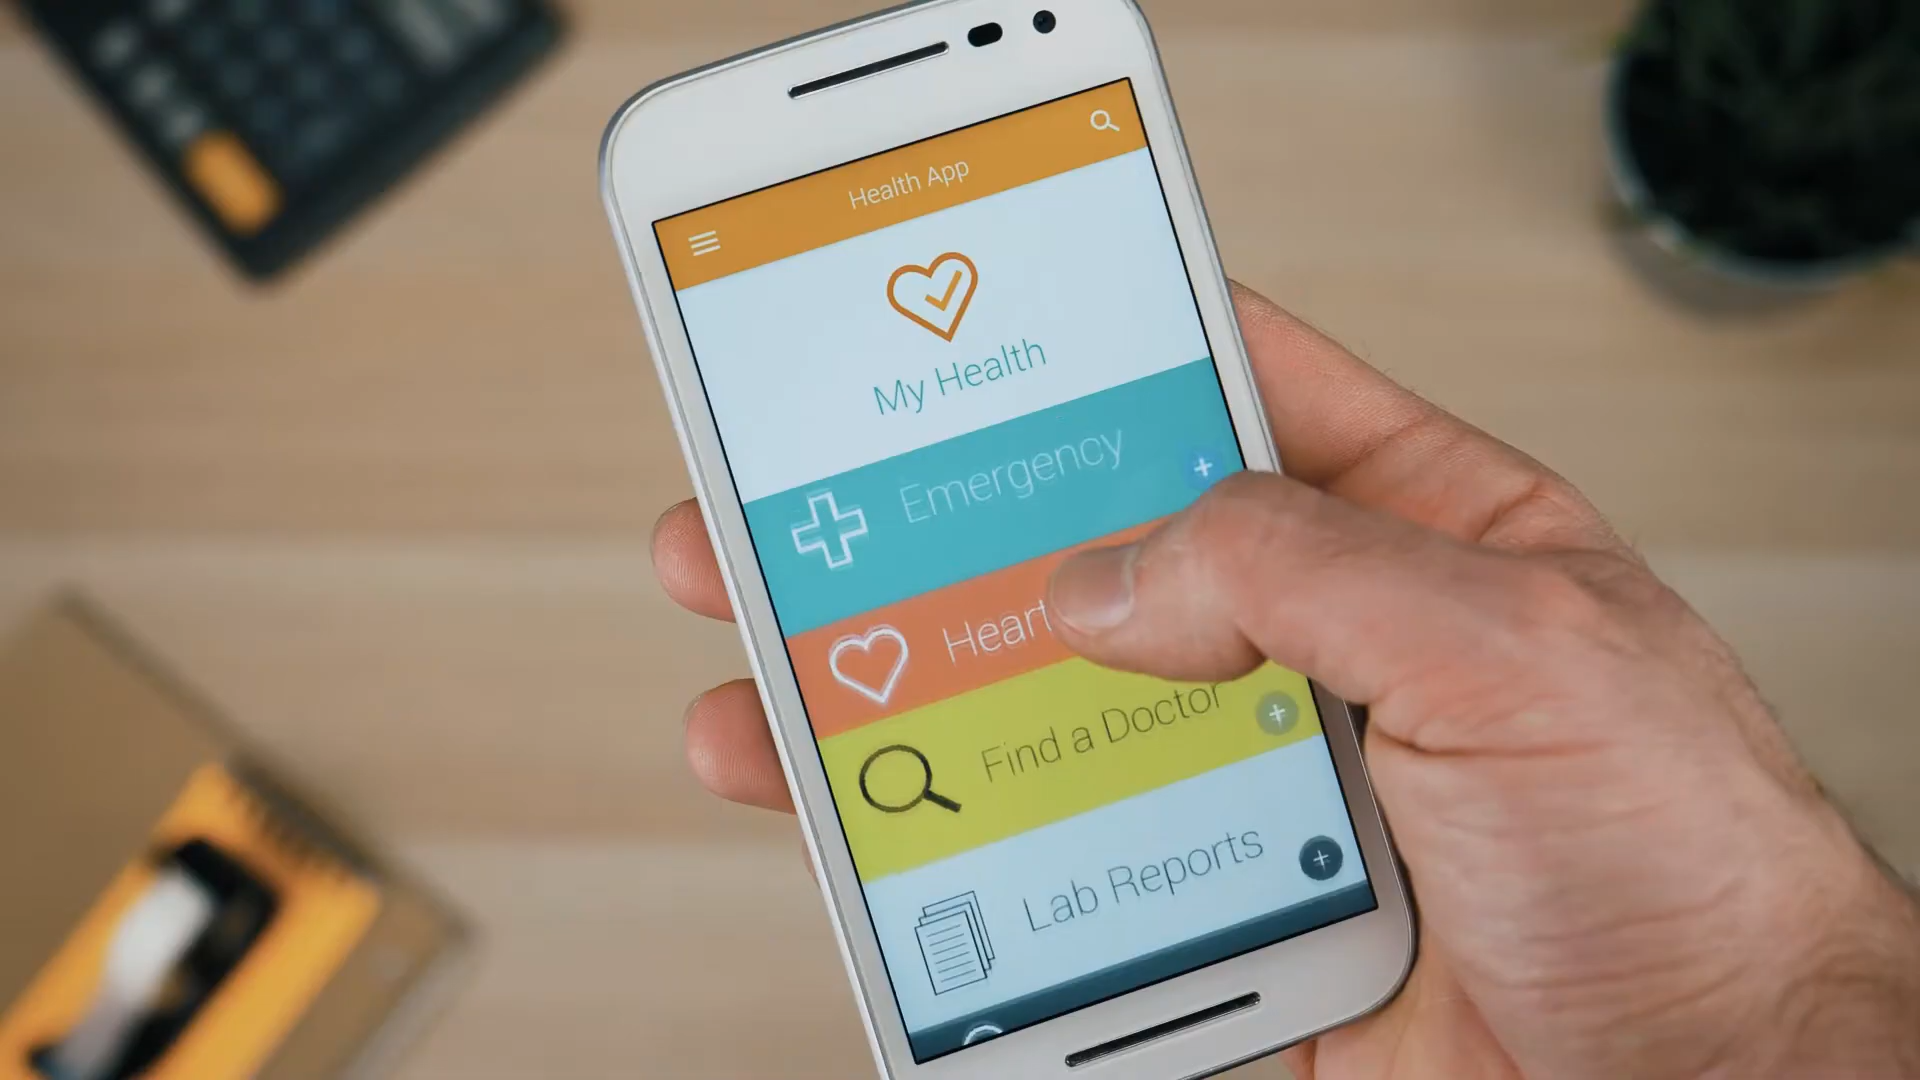 Health App
My Health
Emergency
Heart
Find a Doctor
Lab Reports